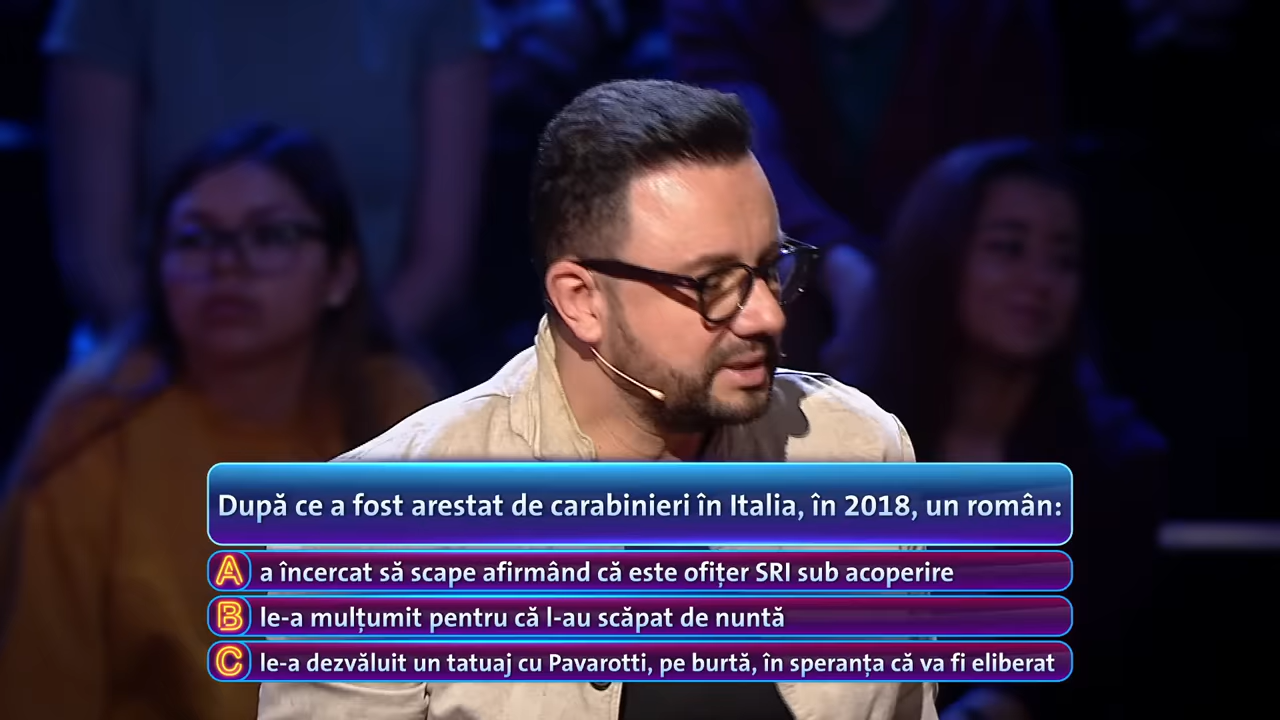 După ce a fost arestat de carabinieri în Italia, în 2018, un român:
A a încercat să scape afirmând că este ofițer SRI sub acoperire
B le-a mulțumit pentru că l-au scăpat de nuntă
C le-a dezvăluit un tatuaj cu Pavarotti, pe burtă, în speranța că va fi eliberat